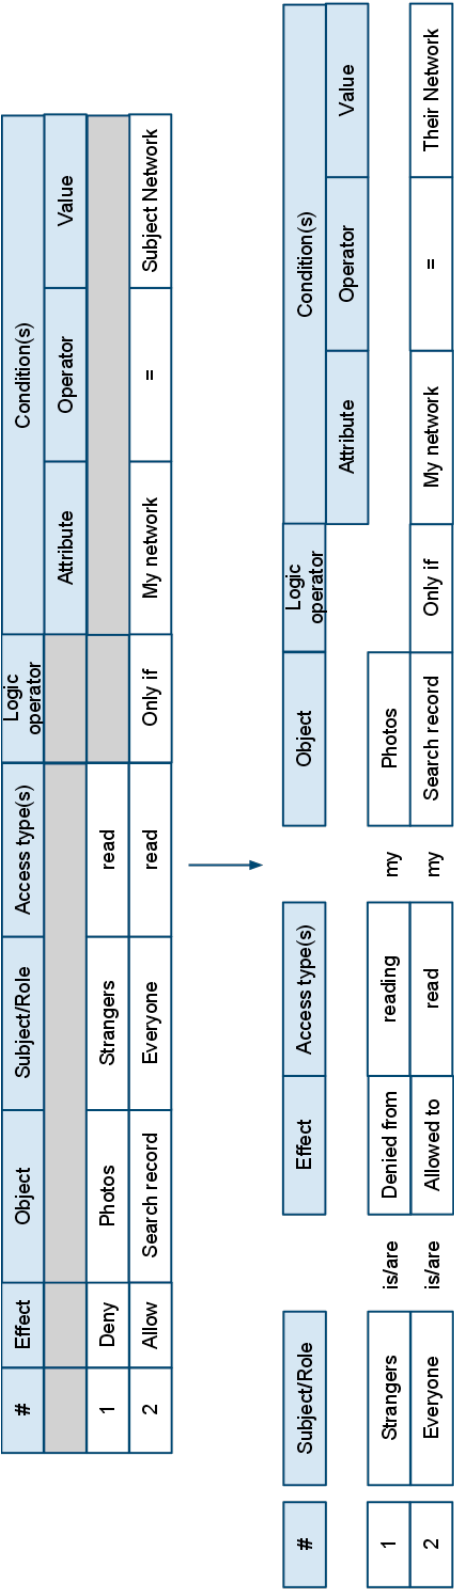 # Effect Object Subject/Role Access type(s) Logic operator Condition(s)
Attribute Operator Value
1 Deny Photos Strangers read
2 Allow Search record Everyone read Only if My network = Subject Network
# Subject/Role Effect Access type(s) Object Logic operator Condition(s)
Attribute Operator Value
1 Strangers is/are Denied from reading my Photos
2 Everyone is/are Allowed to read my Search record Only if My network = Their Network